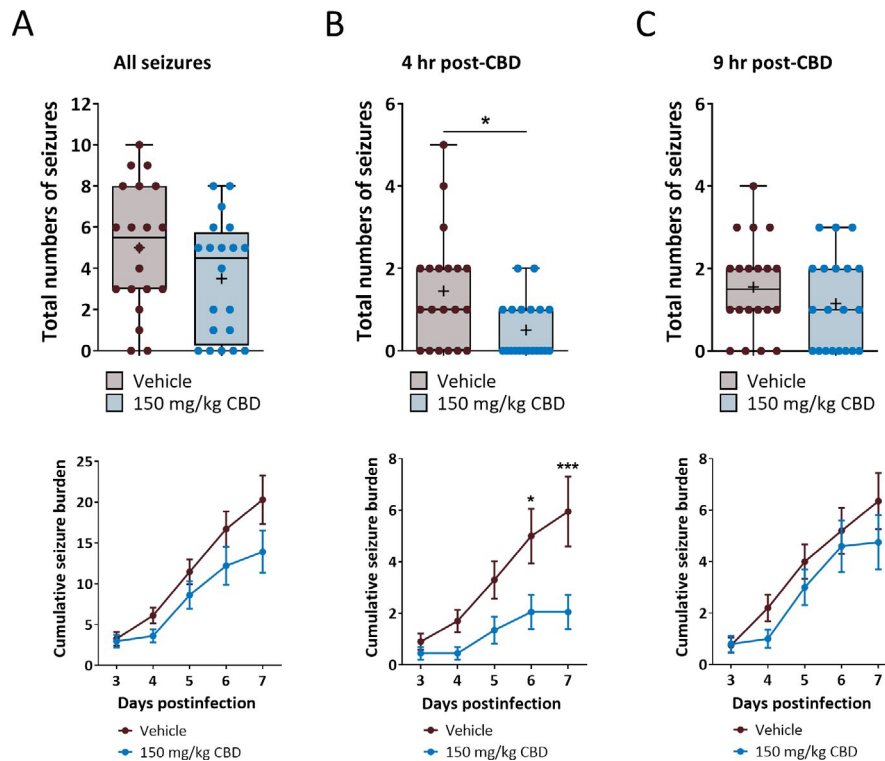 A
All seizures
Total numbers of seizures
12
10
8
6
4
2
0
Vehicle
150 mg/kg CBD
Cumulative seizure burden
25
20
15
10
5
0
3 4 5 6 7
Days postinfection
Vehicle
150 mg/kg CBD
B
4 hr post-CBD
Total numbers of seizures
6
4
2
0
*
Vehicle
150 mg/kg CBD
Cumulative seizure burden
8
6
4
2
0
*
***
3 4 5 6 7
Days postinfection
Vehicle
150 mg/kg CBD
C
9 hr post-CBD
Total numbers of seizures
6
4
2
0
Vehicle
150 mg/kg CBD
Cumulative seizure burden
8
6
4
2
0
3 4 5 6 7
Days postinfection
Vehicle
150 mg/kg CBD